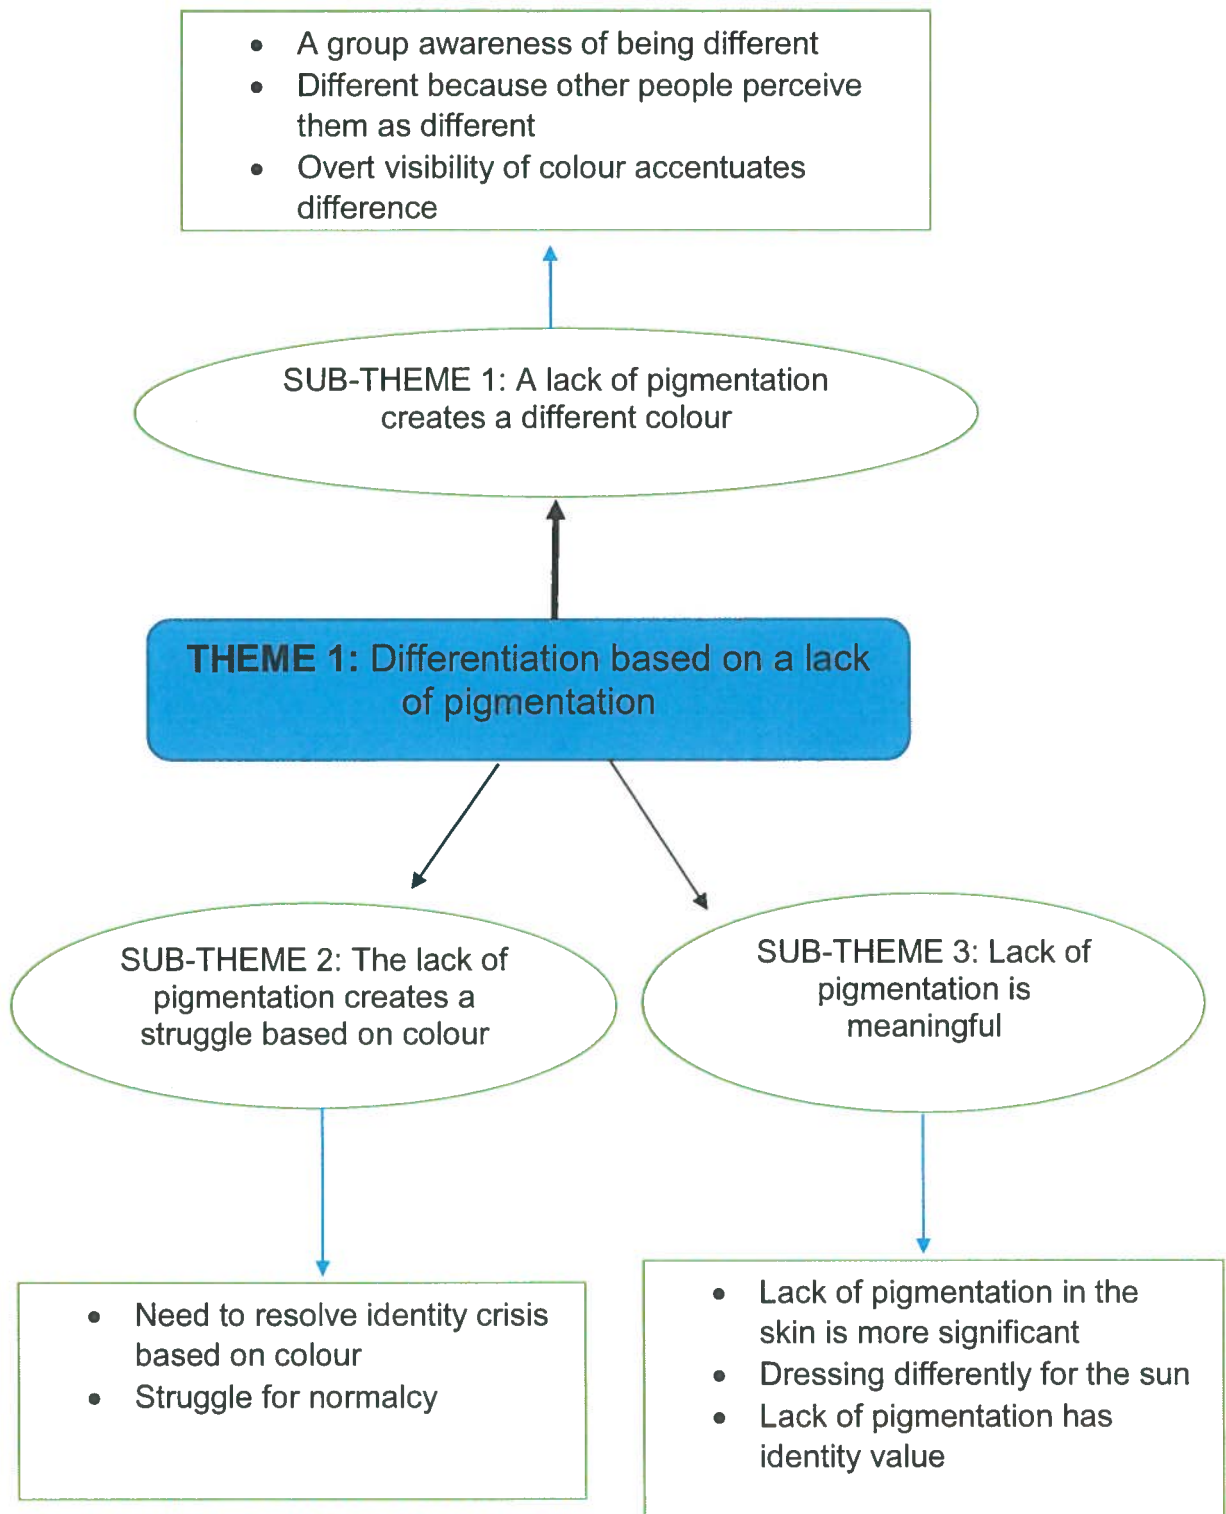 • A group awareness of being different
• Different because other people perceive
them as different
• Overt visibility of colour accentuates
difference
SUB-THEME 1: A lack of pigmentation
creates a different colour
THEME 1: Differentiation based on a lack
of pigmentation
SUB-THEME 2: The lack of
pigmentation creates a
struggle based on colour
SUB-THEME 3: Lack of
pigmentation is
meaningful
• Need to resolve identity crisis
based on colour
• Struggle for normalcy
• Lack of pigmentation in the
skin is more significant
• Dressing differently for the sun
• Lack of pigmentation has
identity value